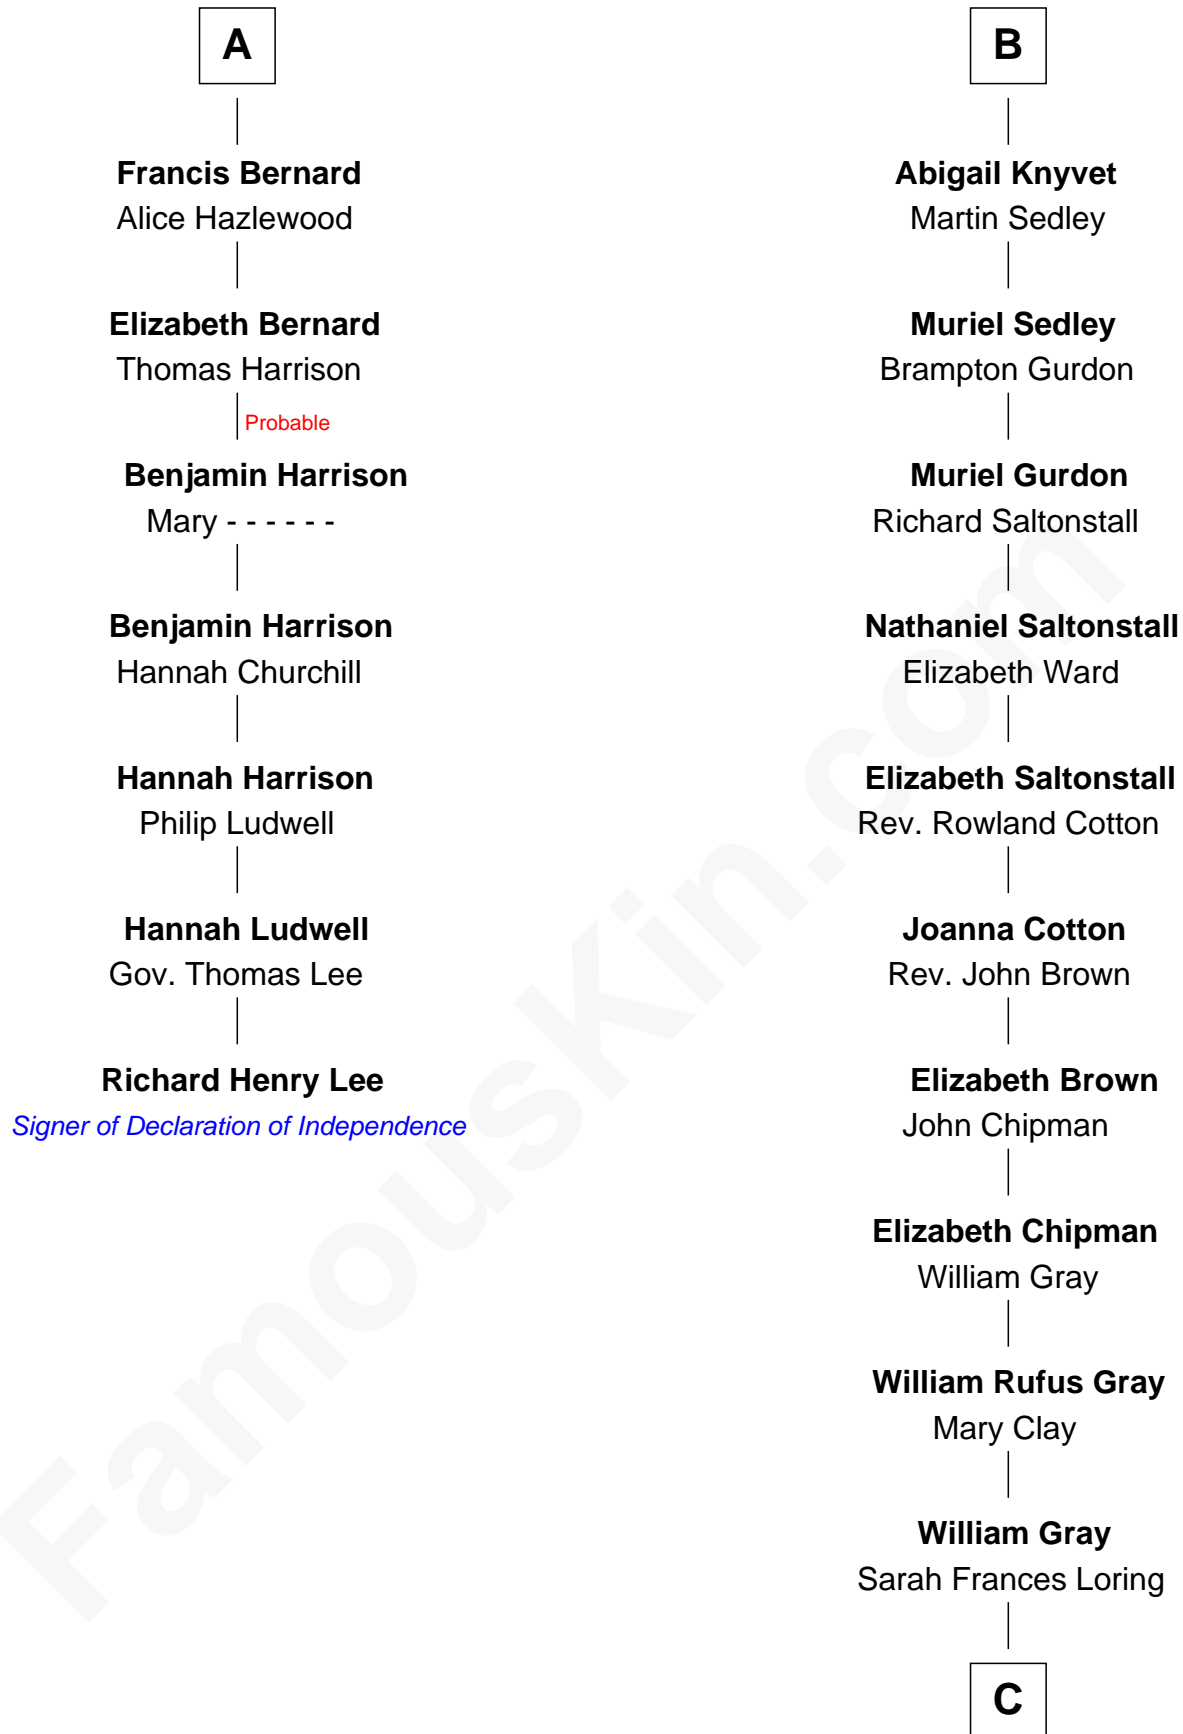 A
Francis Bernard
Alice Hazlewood
Elizabeth Bernard
Thomas Harrison
Probable
Benjamin Harrison
Mary - - - - - -
Benjamin Harrison
Hannah Churchill
Hannah Harrison
Philip Ludwell
Hannah Ludwell
Gov. Thomas Lee
Richard Henry Lee
Signer of Declaration of Independence
B
Abigail Knyvet
Martin Sedley
Muriel Sedley
Brampton Gurdon
Muriel Gurdon
Richard Saltonstall
Nathaniel Saltonstall
Elizabeth Ward
Elizabeth Saltonstall
Rev. Rowland Cotton
Joanna Cotton
Rev. John Brown
Elizabeth Brown
John Chipman
Elizabeth Chipman
William Gray
William Rufus Gray
Mary Clay
William Gray
Sarah Frances Loring
C
FamousKin.com